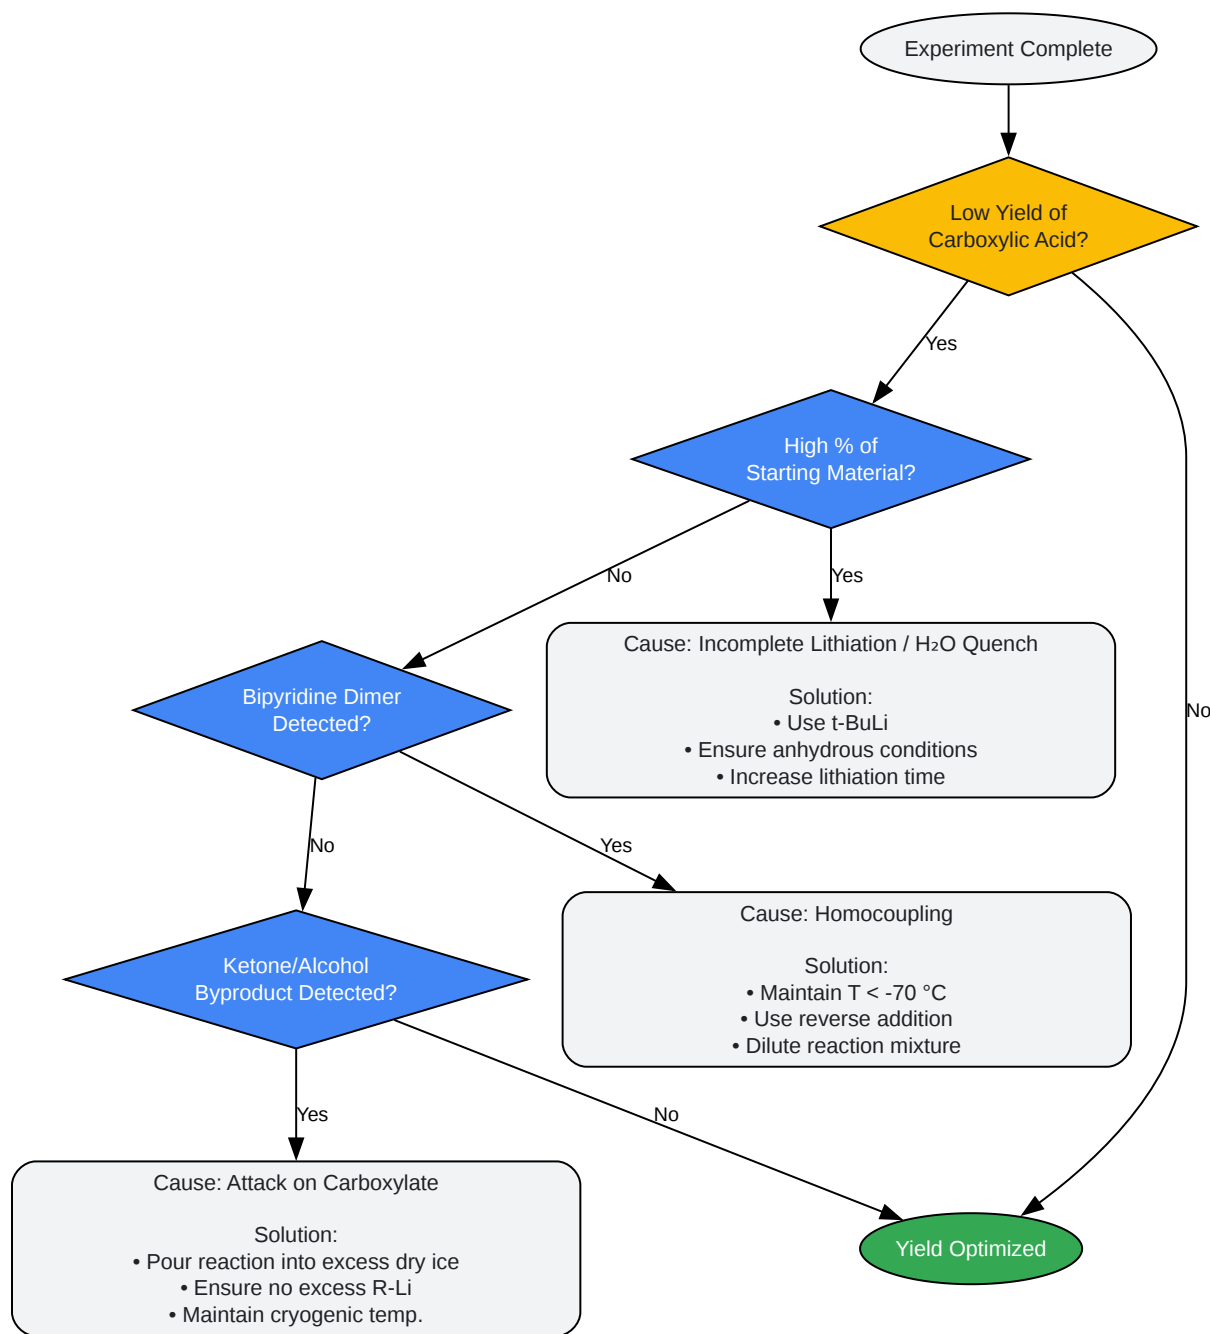 Experiment Complete
Low Yield of
Carboxylic Acid?
Yes
No
High % of
Starting Material?
No
Yes
Cause: Incomplete Lithiation / H₂O Quench
Solution:
• Use t-BuLi
• Ensure anhydrous conditions
• Increase lithiation time
Bipyridine Dimer
Detected?
No
Yes
Cause: Homocoupling
Solution:
• Maintain T < -70 °C
• Use reverse addition
• Dilute reaction mixture
Ketone/Alcohol
Byproduct Detected?
Yes
No
Cause: Attack on Carboxylate
Solution:
• Pour reaction into excess dry ice
• Ensure no excess R-Li
• Maintain cryogenic temp.
Yield Optimized